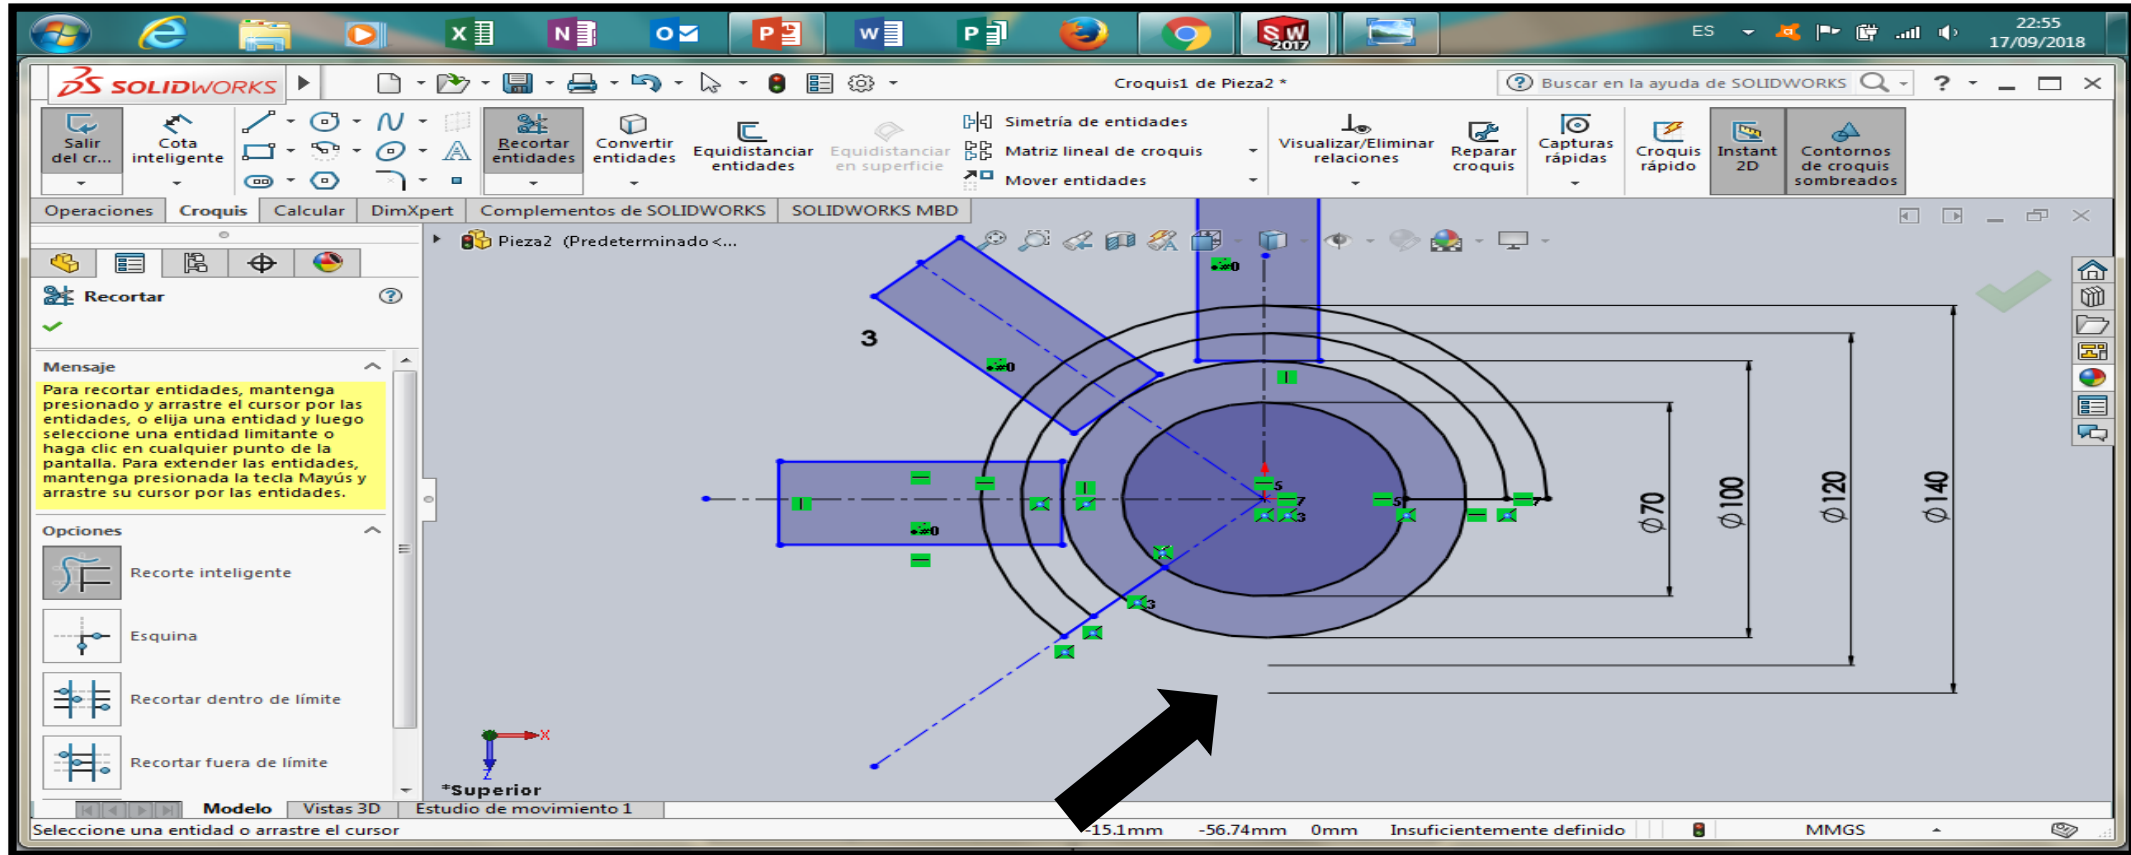 ES
22:55
17/09/2018
SOLIDWORKS
Croquis1 de Pieza2 *
Buscar en la ayuda de SOLIDWORKS
?
Salir
del cr...
Cota
inteligente
Recortar
entidades
Convertir
entidades
Equidistanciar
entidades
Equidistanciar
en superficie
Simetría de entidades
Matriz lineal de croquis
Mover entidades
Visualizar/Eliminar
relaciones
Reparar
croquis
Capturas
rápidas
Croquis
rápido
Instant
2D
Contornos
de croquis
sombreados
Operaciones
Croquis
Calcular
DimXpert
Complementos de SOLIDWORKS
SOLIDWORKS MBD
Pieza2 (Predeterminado<...
Recortar
Mensaje
Para recortar entidades, mantenga
presionado y arrastre el cursor por las
entidades, o elija una entidad y luego
seleccione una entidad limitante o
haga clic en cualquier punto de la
pantalla. Para extender las entidades,
mantenga presionada la tecla Mayús y
arrastre su cursor por las entidades.
Opciones
Recorte inteligente
Esquina
Recortar dentro de límite
Recortar fuera de límite
3
∅70
∅100
∅120
∅140
X
Z
*Superior
Modelo
Vistas 3D
Estudio de movimiento 1
Seleccione una entidad o arrastre el cursor
-15.1mm
-56.74mm
0mm
Insuficientemente definido
MMGS